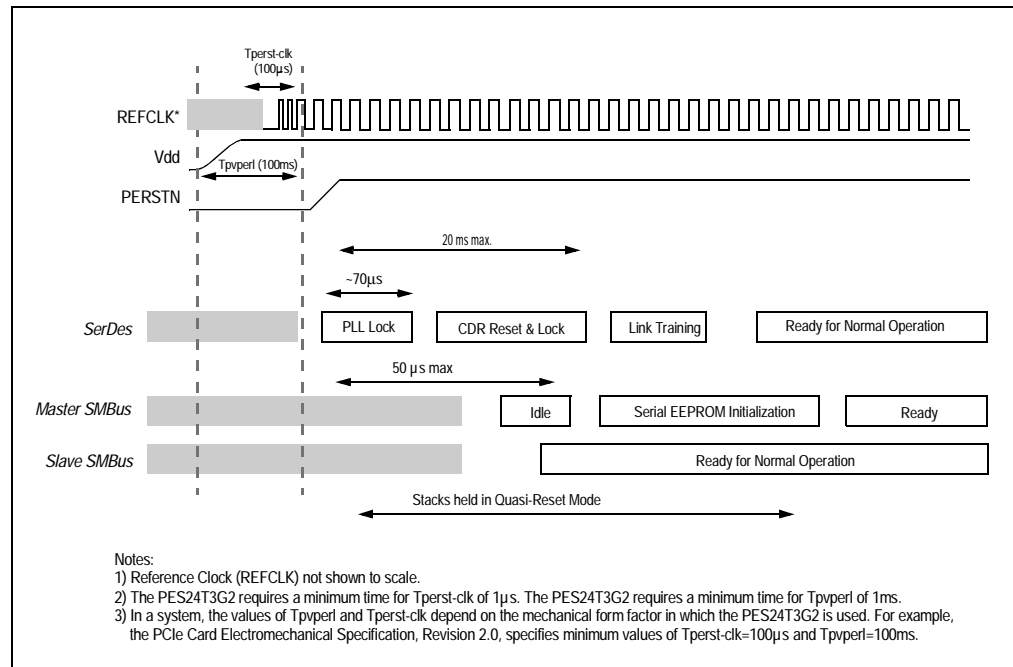 Tperst-clk
(100μs)
REFCLK*
Vdd
Tpvperl (100ms)
PERSTN
20 ms max.
~70μs
SerDes
PLL Lock
CDR Reset & Lock
Link Training
Ready for Normal Operation
50 μs max
Master SMBus
Idle
Serial EEPROM Initialization
Ready
Slave SMBus
Ready for Normal Operation
Stacks held in Quasi-Reset Mode
Notes:
1) Reference Clock (REFCLK) not shown to scale.
2) The PES24T3G2 requires a minimum time for Tperst-clk of 1μs. The PES24T3G2 requires a minimum time for Tpvperl of 1ms.
3) In a system, the values of Tpvperl and Tperst-clk depend on the mechanical form factor in which the PES24T3G2 is used. For example,
the PCIe Card Electromechanical Specification, Revision 2.0, specifies minimum values of Tperst-clk=100μs and Tpvperl=100ms.